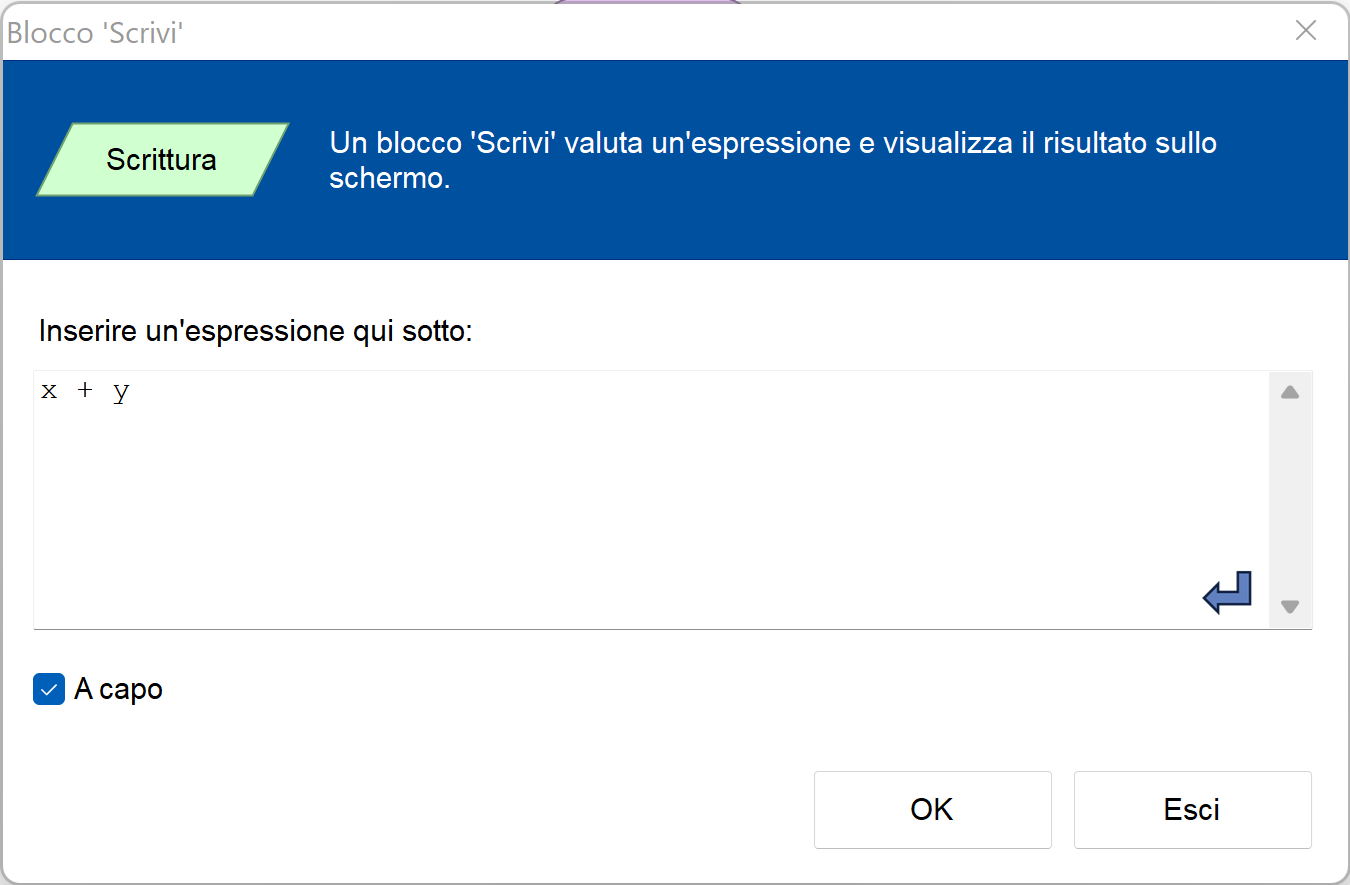 Blocco 'Scrivi'
Scrittura
Un blocco 'Scrivi' valuta un'espressione e visualizza il risultato sullo
schermo.
Inserire un'espressione qui sotto:
x + y
A capo
OK
Esci